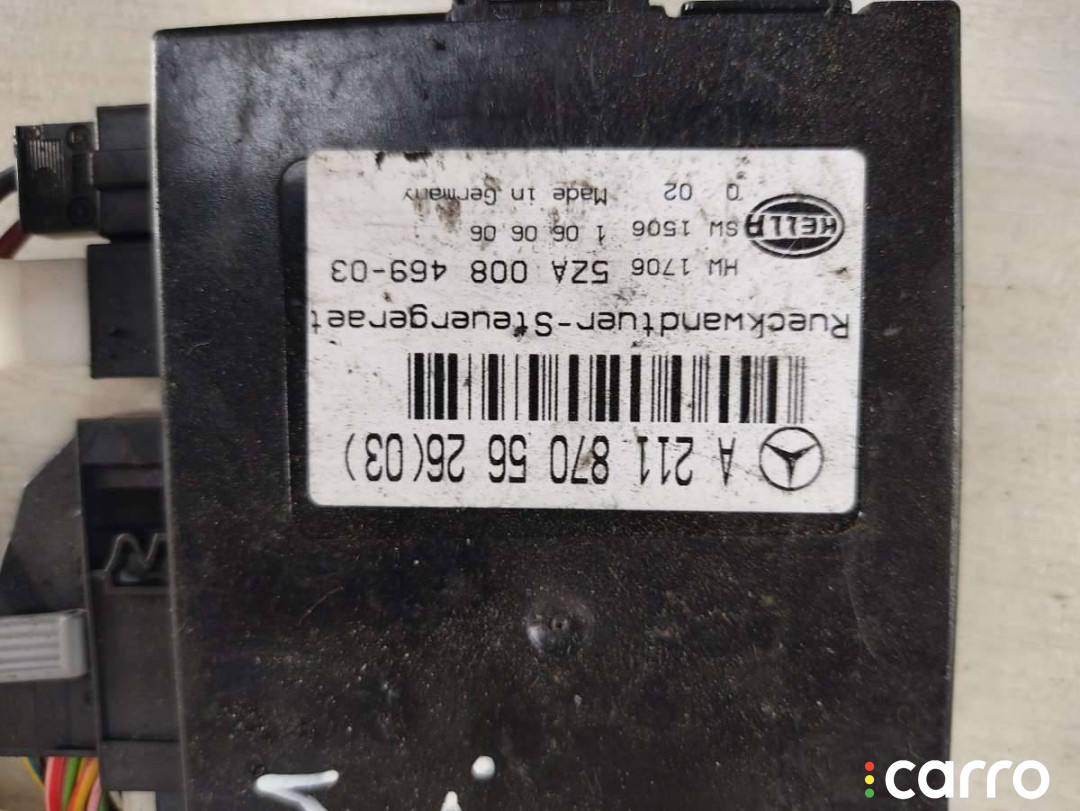 A 211 870 56 26(03)
Rueckwandtuer-Steuergeraet
HW 1706 5ZA 008 469-03
HELLA SW 1506 1 06 06 06
Q 02 Made in Germany
carro